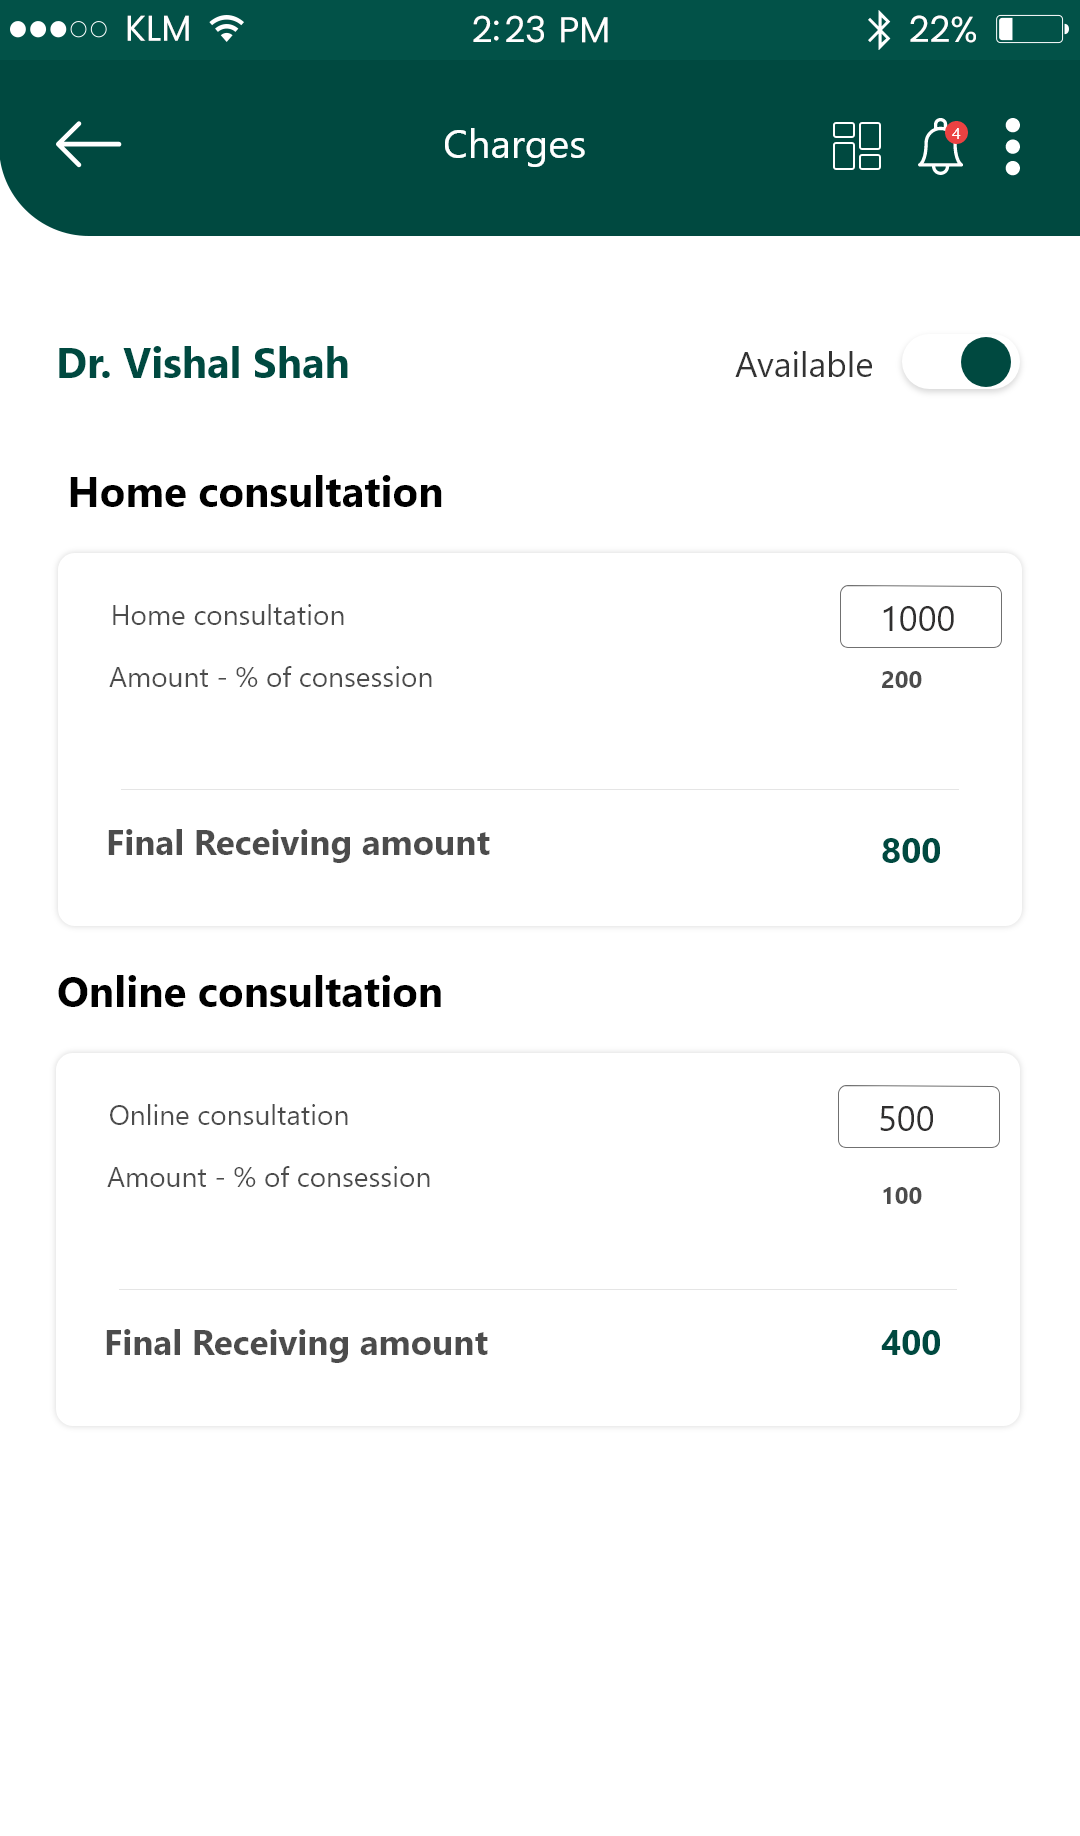 KLM 2:23 PM 22%
Charges 4
Dr. Vishal Shah Available
Home consultation
Home consultation 1000
Amount - % of consession 200
Final Receiving amount 800
Online consultation
Online consultation 500
Amount - % of consession 100
Final Receiving amount 400